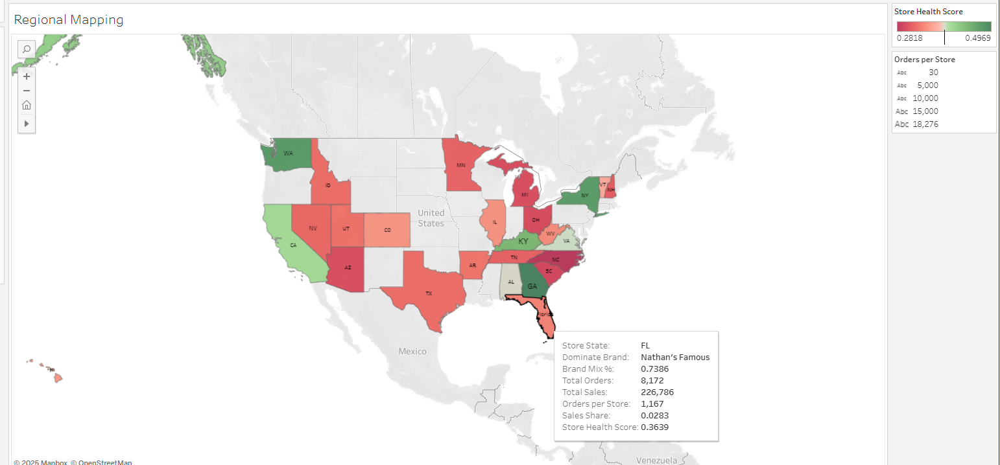 Regional Mapping
Store Health Score
0.2818 0.4969
Orders per Store
Abc 30
Abc 5,000
Abc 10,000
Abc 15,000
Abc 18,276
WA
MN
ID
VT
NH
MI
NY
United
States
OH
IL
NV
UT
CO
WV
KY
VA
CA
TN
NC
AZ
AR
SC
AL
GA
TX
Florida
Mexico
HI
Store State: FL
Dominate Brand: Nathan's Famous
Brand Mix %: 0.7386
Total Orders: 8,172
Total Sales: 226,786
Orders per Store: 1,167
Sales Share: 0.0283
Store Health Score: 0.3639
Venezuela
© 2025 Mapbox © OpenStreetMap